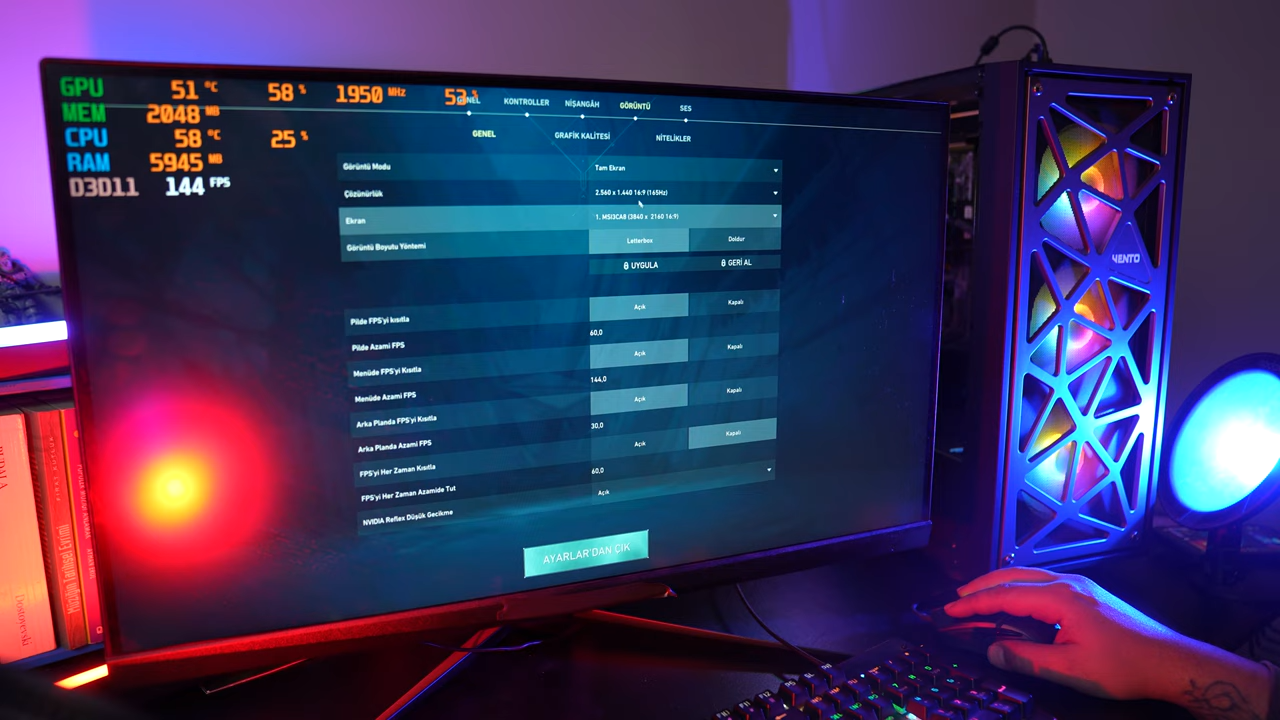 GPU 51 °C 58 % 1950 MHz 53 %
MEM 2048 MB
CPU 58 °C 25 %
RAM 5945 MB
D3D11 144 FPS
KONTROLLER NİŞANGÂH GÖRÜNTÜ SES
GENEL GRAFİK KALİTESİ NİTELİKLER
Görüntü Modu Tam Ekran
Çözünürlük 2.560 x 1.440 16:9 (165Hz)
Ekran 1. MSI3CA8 (3840 x 2160 16:9)
Görüntü Boyutu Yöntemi Letterbox Doldur
UYGULA GERİ AL
Pilde FPS'yi kısıtla Açık Kapalı
Pilde Azami FPS 60,0
Menüde FPS'yi Kısıtla Açık Kapalı
Menüde Azami FPS 144,0
Arka Planda FPS'yi Kısıtla Açık Kapalı
Arka Planda Azami FPS 30,0
FPS'yi Her Zaman Kısıtla Açık Kapalı
FPS'yi Her Zaman Azamide Tut 60,0
NVIDIA Reflex Düşük Gecikme Açık
AYARLAR'DAN ÇIK
VENTO
Müziğin Tarihsel Evrimi
Dostoyevski